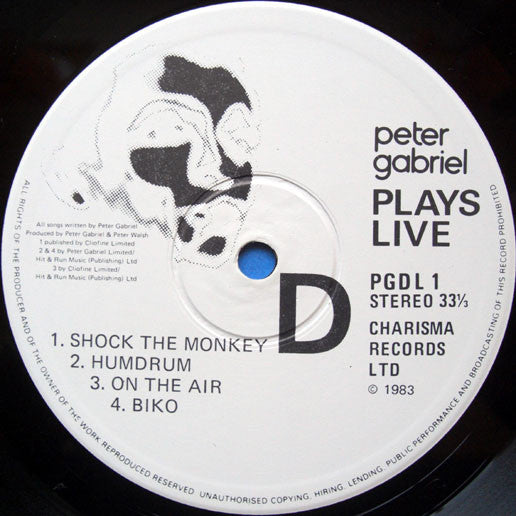 peter
gabriel
PLAYS
LIVE
PGDL 1
STEREO 33⅓
CHARISMA
RECORDS
LTD
© 1983
All songs written by Peter Gabriel
Produced by Peter Gabriel & Peter Walsh
1 published by Cliofine Limited
2 & 4 by Peter Gabriel Limited/
Hit & Run Music (Publishing) Ltd
3 by Cliofine Limited/
Hit & Run Music (Publishing) Ltd
D
1. SHOCK THE MONKEY
2. HUMDRUM
3. ON THE AIR
4. BIKO
ALL RIGHTS OF THE PRODUCER AND OF THE OWNER OF THE WORK REPRODUCED RESERVED. UNAUTHORISED COPYING, HIRING, LENDING, PUBLIC PERFORMANCE AND BROADCASTING OF THIS RECORD PROHIBITED